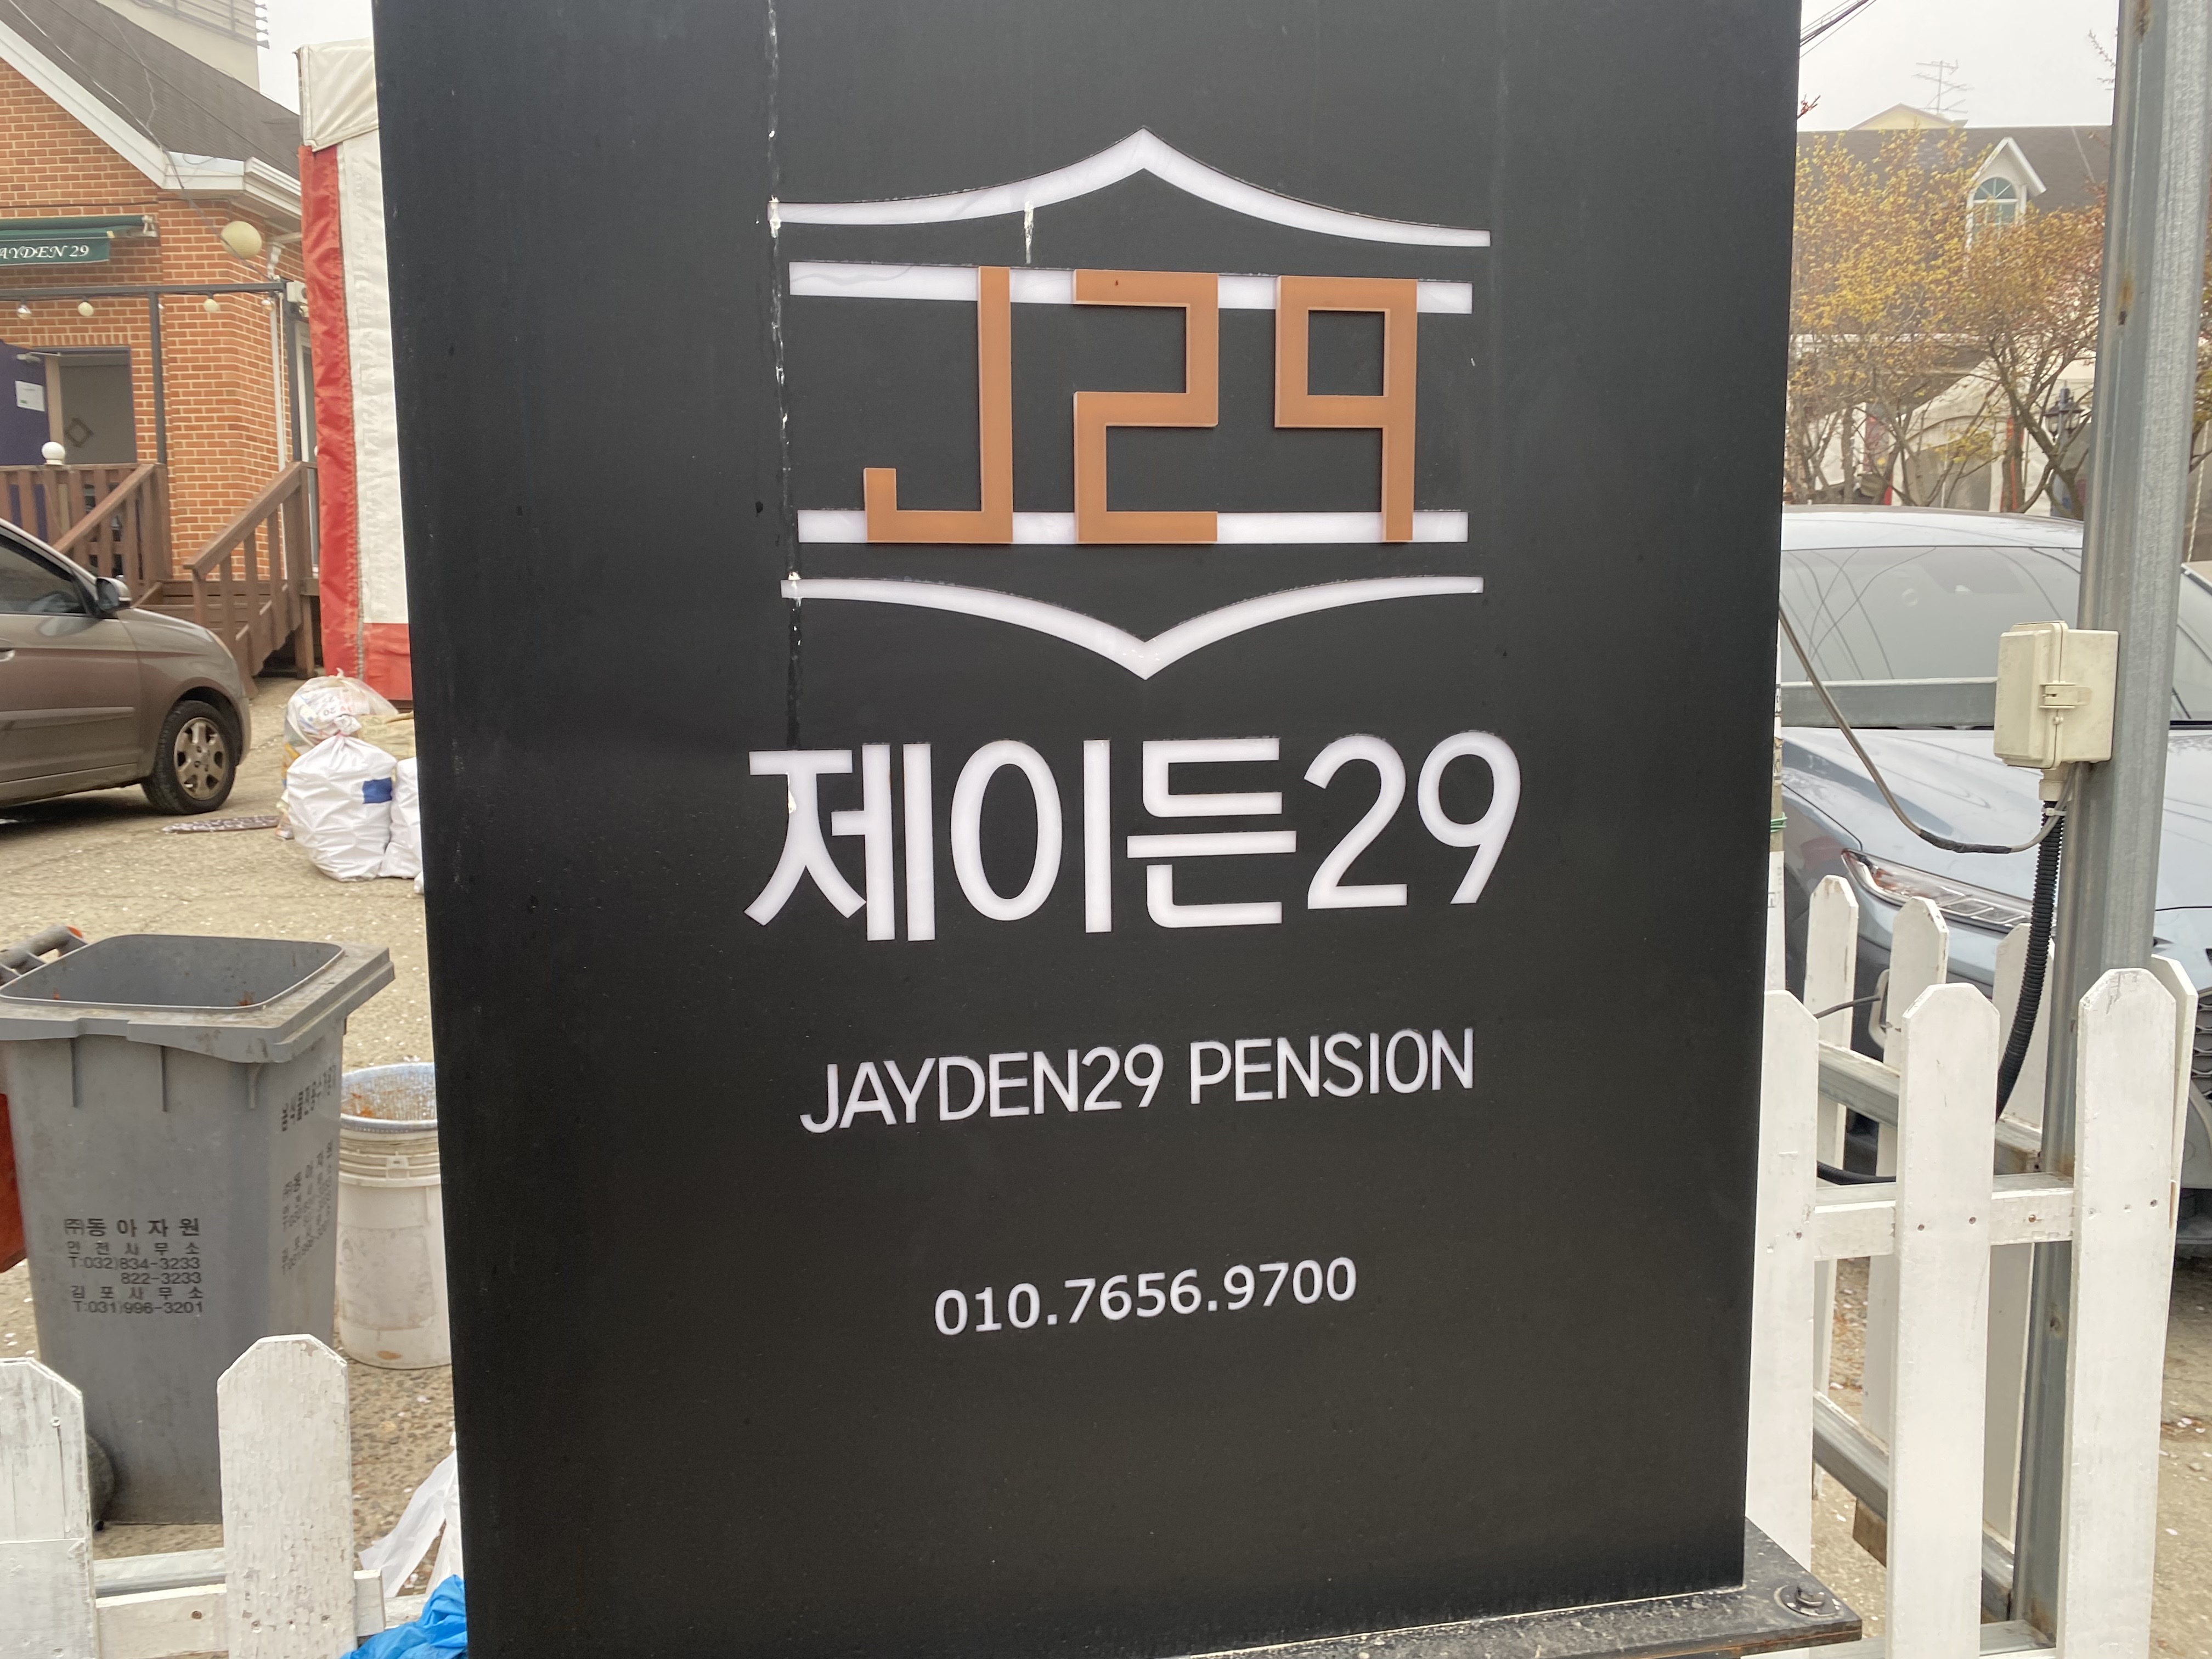 J29
제이든29
JAYDEN29 PENSION
010.7656.9700
AYDEN 29
㈜동아자원
인천사무소
T:032)834-3233
822-3233
김포사무소
T:031)996-3201